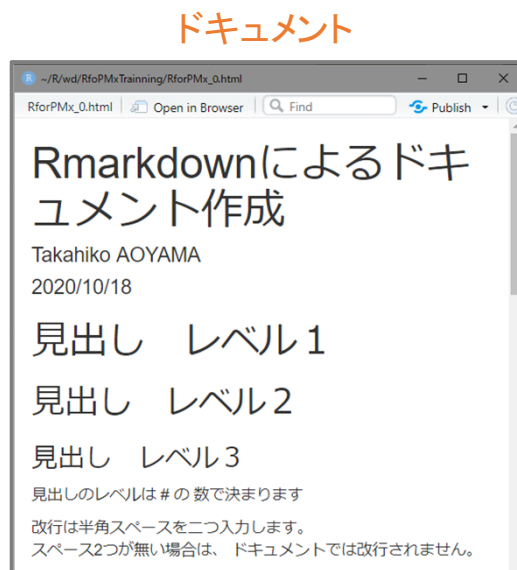 ドキュメント
~/R/wd/RfoPMxTrainning/RforPMx_0.html
RforPMx_0.html Open in Browser Find Publish
Rmarkdownによるドキ
ュメント作成
Takahiko AOYAMA
2020/10/18
見出し　レベル１
見出し　レベル２
見出し　レベル３
見出しのレベルは # の 数で決まります
改行は半角スペースを二つ入力します。
スペース2つが無い場合は、 ドキュメントでは改行されません。